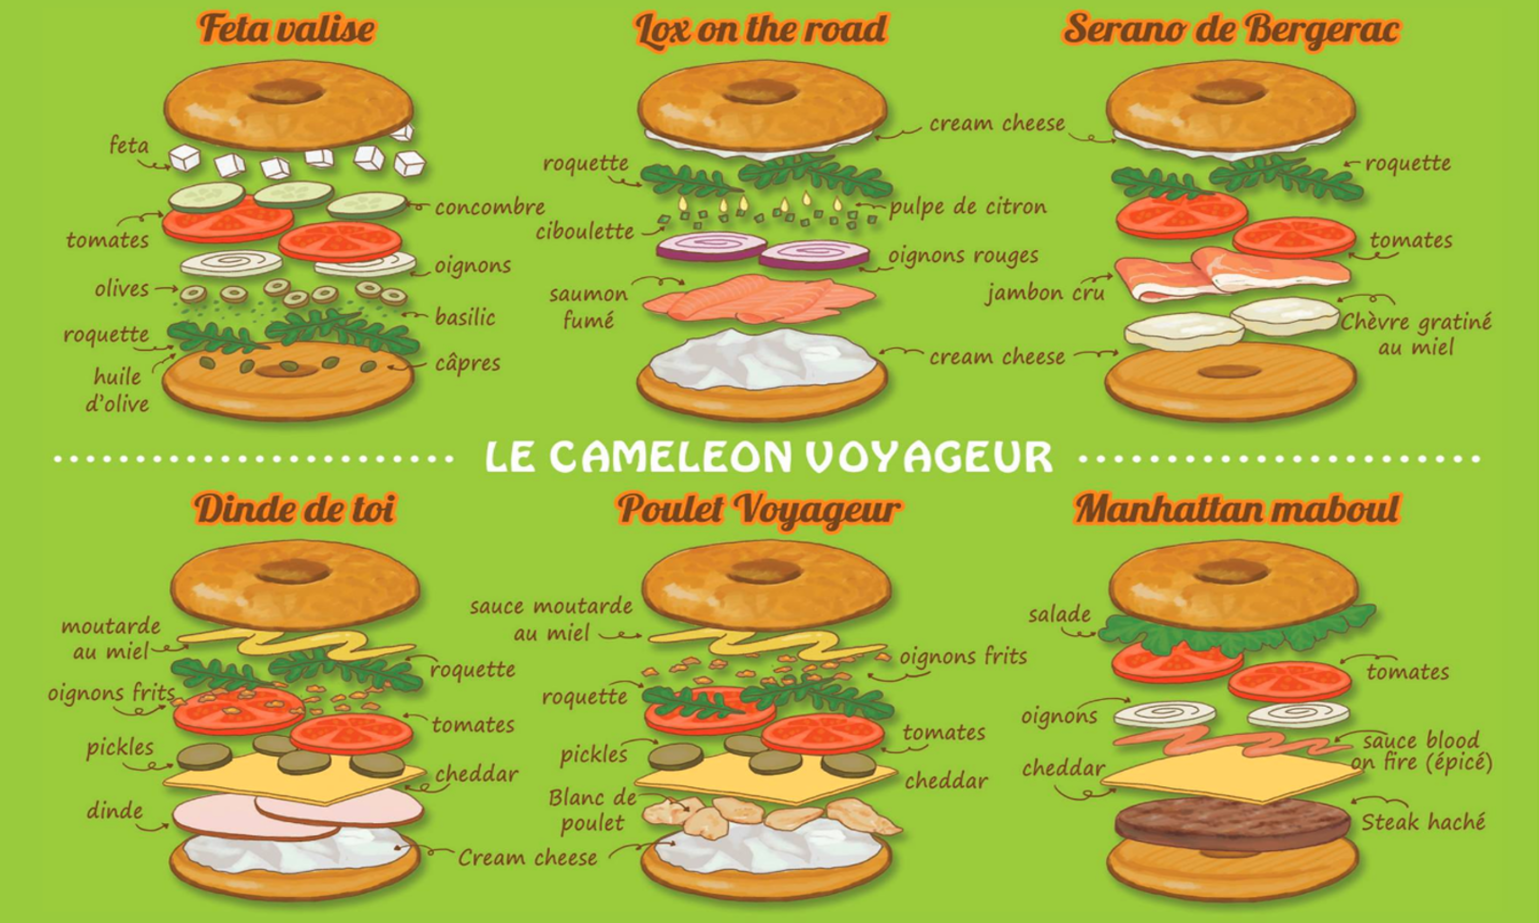 Feta valise
feta
concombre
tomates
oignons
olives
basilic
roquette
câpres
huile
d'olive
Lox on the road
cream cheese
roquette
pulpe de citron
ciboulette
oignons rouges
saumon
fumé
cream cheese
Serano de Bergerac
roquette
tomates
jambon cru
Chèvre gratiné
au miel
LE CAMELEON VOYAGEUR
Dinde de toi
moutarde
au miel
roquette
oignons frits
tomates
pickles
cheddar
dinde
Cream cheese
Poulet Voyageur
sauce moutarde
au miel
oignons frits
roquette
tomates
pickles
cheddar
Blanc de
poulet
Manhattan maboul
salade
tomates
oignons
sauce blood
on fire (épicé)
cheddar
Steak haché